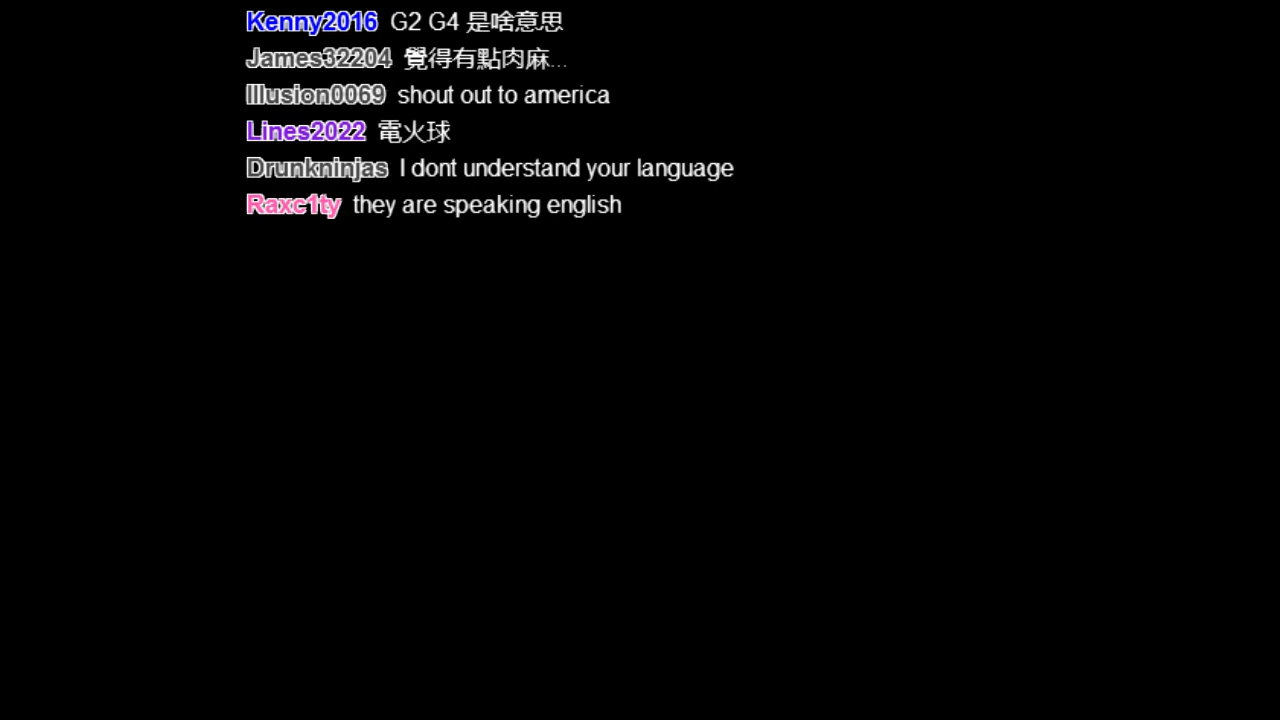 Kenny2016 G2 G4 是啥意思
James32204 覺得有點肉麻...
Illusion0069 shout out to america
Lines2022 電火球
Drunkninjas I dont understand your language
Raxc1ty they are speaking english